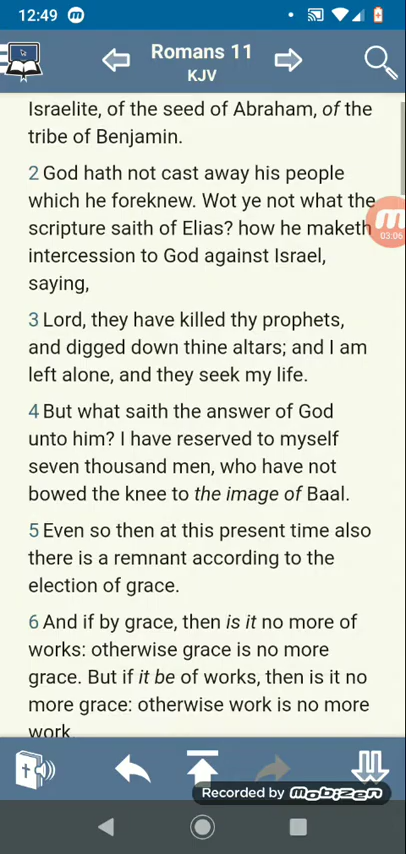 12:49
Romans 11
KJV
Israelite, of the seed of Abraham, of the
tribe of Benjamin.
2 God hath not cast away his people
which he foreknew. Wot ye not what the
scripture saith of Elias? how he maketh
intercession to God against Israel,
saying,
03:06
3 Lord, they have killed thy prophets,
and digged down thine altars; and I am
left alone, and they seek my life.
4 But what saith the answer of God
unto him? I have reserved to myself
seven thousand men, who have not
bowed the knee to the image of Baal.
5 Even so then at this present time also
there is a remnant according to the
election of grace.
6 And if by grace, then is it no more of
works: otherwise grace is no more
grace. But if it be of works, then is it no
more grace: otherwise work is no more
work
Recorded by mobizen